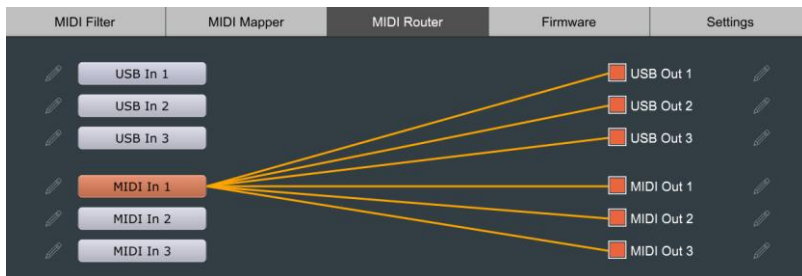 MIDI Filter MIDI Mapper MIDI Router Firmware Settings
USB In 1 USB Out 1
USB In 2 USB Out 2
USB In 3 USB Out 3
MIDI In 1 MIDI Out 1
MIDI In 2 MIDI Out 2
MIDI In 3 MIDI Out 3